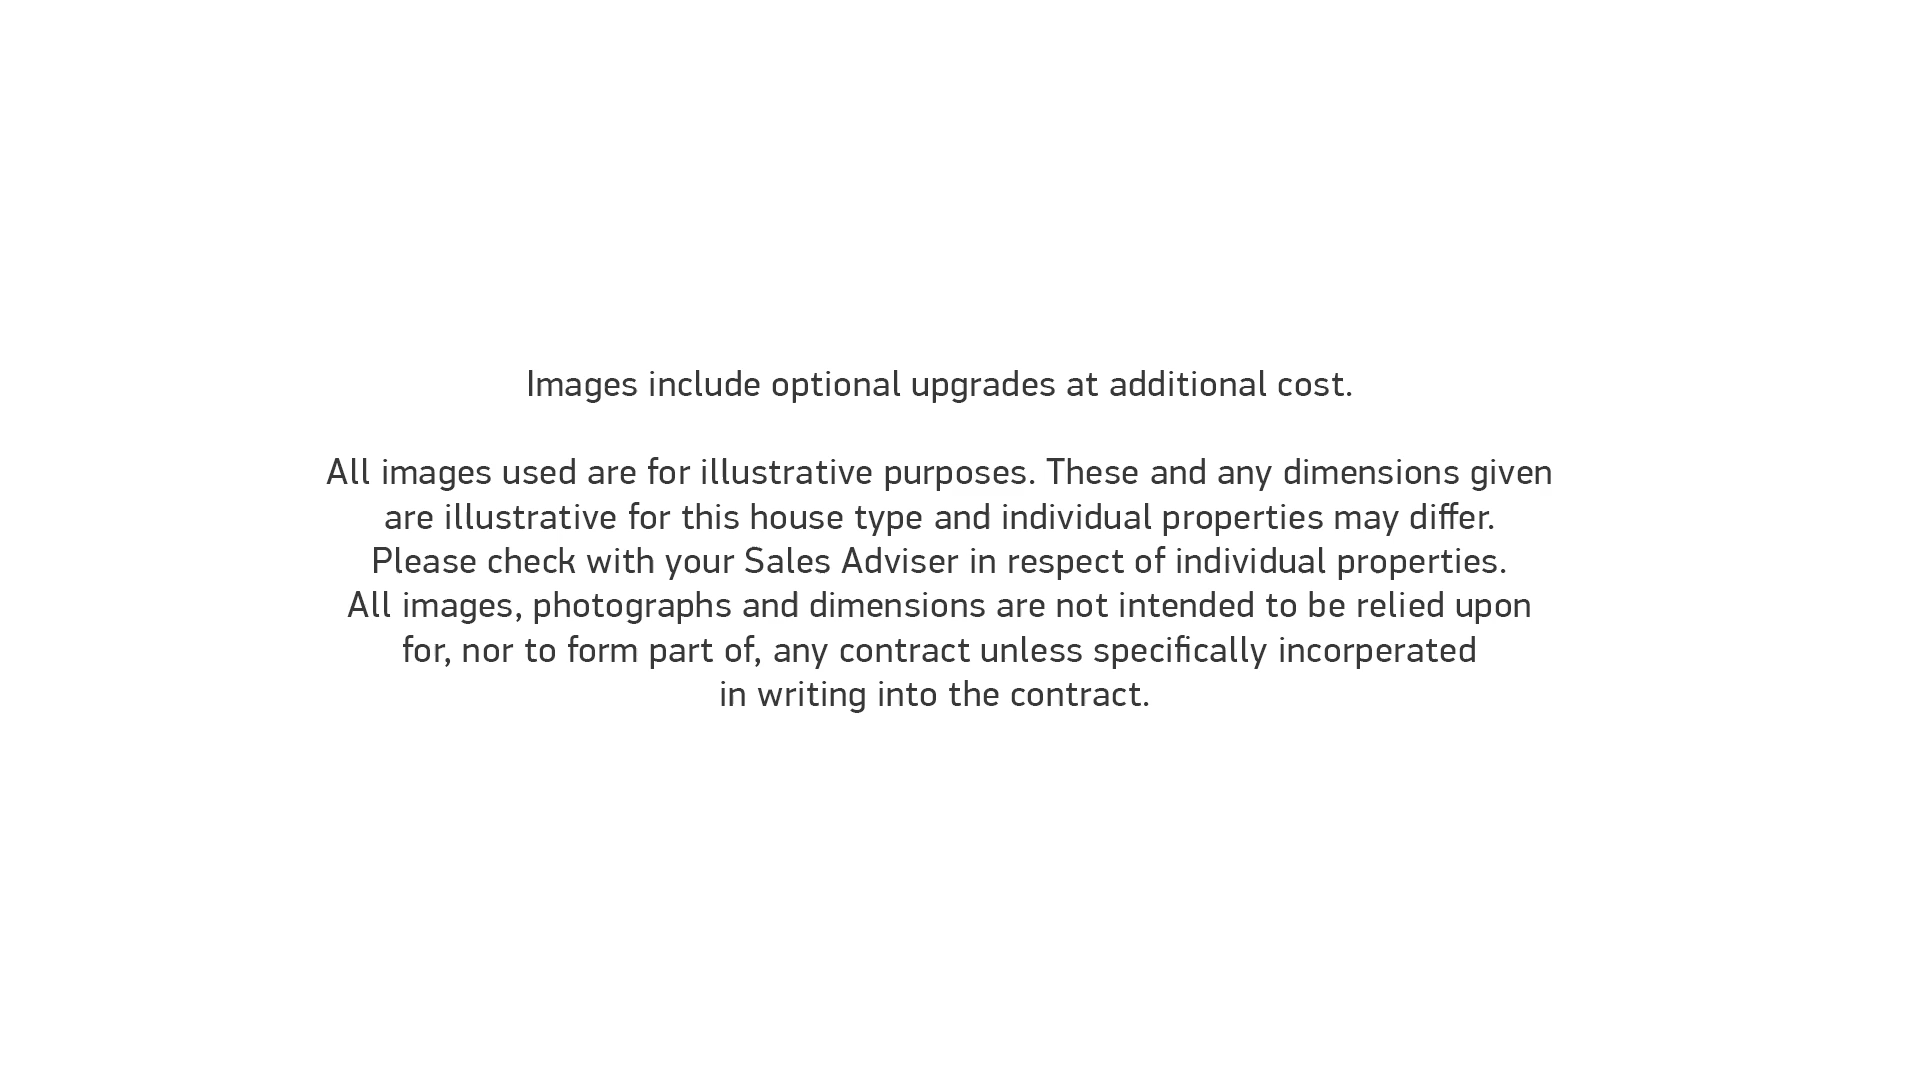 Images include optional upgrades at additional cost.
All images used are for illustrative purposes. These and any dimensions given
are illustrative for this house type and individual properties may differ.
Please check with your Sales Adviser in respect of individual properties.
All images, photographs and dimensions are not intended to be relied upon
for, nor to form part of, any contract unless specifically incorperated
in writing into the contract.